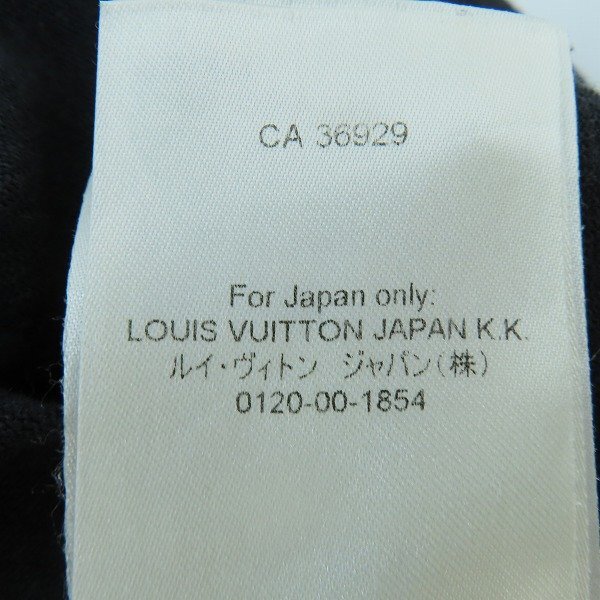 CA 36929
For Japan only:
LOUIS VUITTON JAPAN K.K.
ルイ・ヴィトン　ジャパン(株)
0120-00-1854